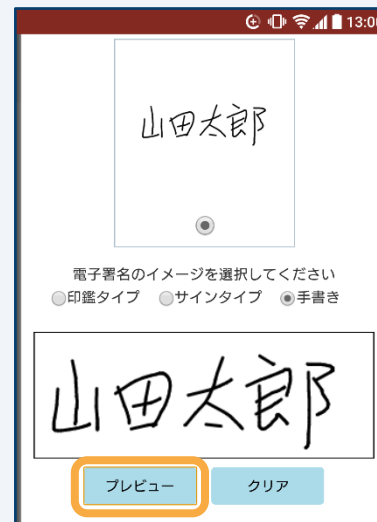 13:00
山田太郎
電子署名のイメージを選択してください
印鑑タイプ サインタイプ 手書き
山田太郎
プレビュー クリア